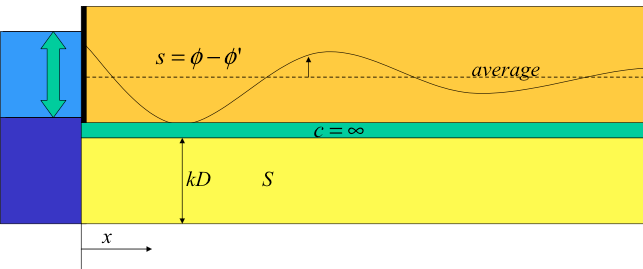 s = ϕ − ϕ'
average
c = ∞
kD S
x